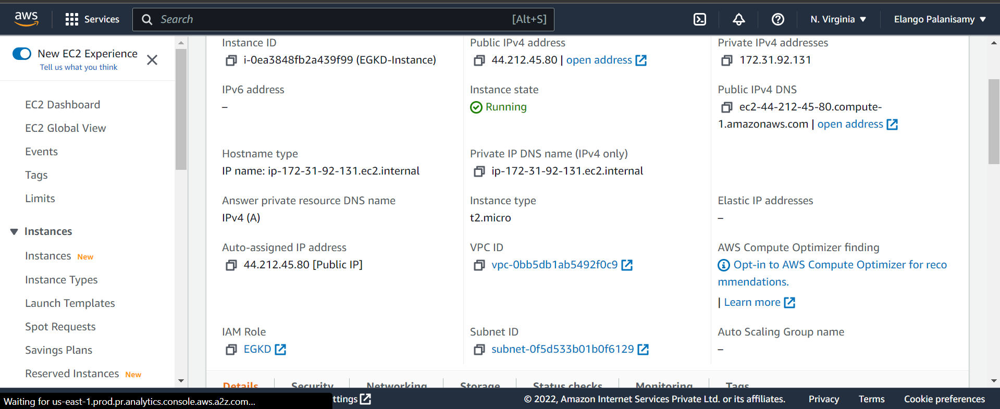 aws
Services
Search
[Alt+S]
N. Virginia
Elango Palanisamy
New EC2 Experience
Tell us what you think
EC2 Dashboard
EC2 Global View
Events
Tags
Limits
Instances
Instances New
Instance Types
Launch Templates
Spot Requests
Savings Plans
Reserved Instances New
Instance ID
i-0ea3848fb2a439f99 (EGKD-Instance)
Public IPv4 address
44.212.45.80 | open address
Private IPv4 addresses
172.31.92.131
IPv6 address
–
Instance state
Running
Public IPv4 DNS
ec2-44-212-45-80.compute-
1.amazonaws.com | open address
Hostname type
IP name: ip-172-31-92-131.ec2.internal
Private IP DNS name (IPv4 only)
ip-172-31-92-131.ec2.internal
Answer private resource DNS name
IPv4 (A)
Instance type
t2.micro
Elastic IP addresses
–
Auto-assigned IP address
44.212.45.80 [Public IP]
VPC ID
vpc-0bb5db1ab5492f0c9
AWS Compute Optimizer finding
Opt-in to AWS Compute Optimizer for reco
mmendations.
| Learn more
IAM Role
EGKD
Subnet ID
subnet-0f5d533b01b0f6129
Auto Scaling Group name
–
Details
Security
Networking
Storage
Status checks
Monitoring
Tags
Waiting for us-east-1.prod.pr.analytics.console.aws.a2z.com...
ttings
© 2022, Amazon Internet Services Private Ltd. or its affiliates.
Privacy
Terms
Cookie preferences